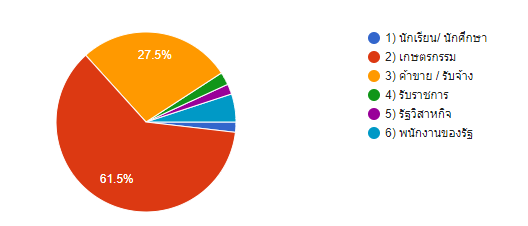 27.5%
61.5%
1) นักเรียน/ นักศึกษา
2) เกษตรกรรม
3) ค้าขาย / รับจ้าง
4) รับราชการ
5) รัฐวิสาหกิจ
6) พนักงานของรัฐ